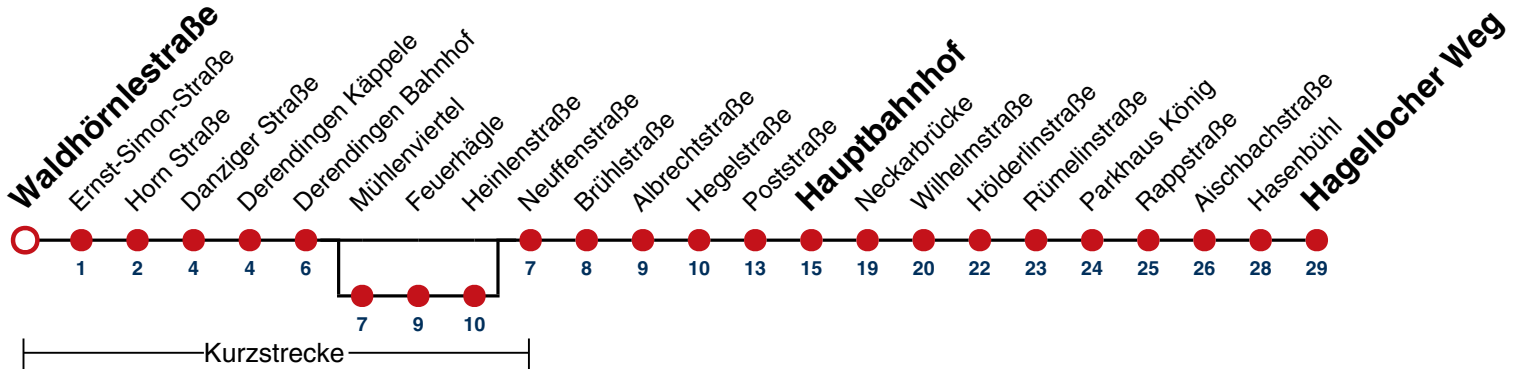 Waldhörnlestraße
Ernst-Simon-Straße
Horn Straße
Danziger Straße
Derendingen Käppele
Derendingen Bahnhof
Mühlenviertel
Feuerhägle
Heinlenstraße
Neuffenstraße
Brühlstraße
Albrechtstraße
Hegelstraße
Poststraße
Hauptbahnhof
Neckarbrücke
Wilhelmstraße
Hölderlinstraße
Rümelinstraße
Parkhaus König
Rappstraße
Aischbachstraße
Hasenbühl
Hagellocher Weg
1 2 4 4 6 7 8 9 10 13 15 19 20 22 23 24 25 26 28 29
7 9 10
Kurzstrecke